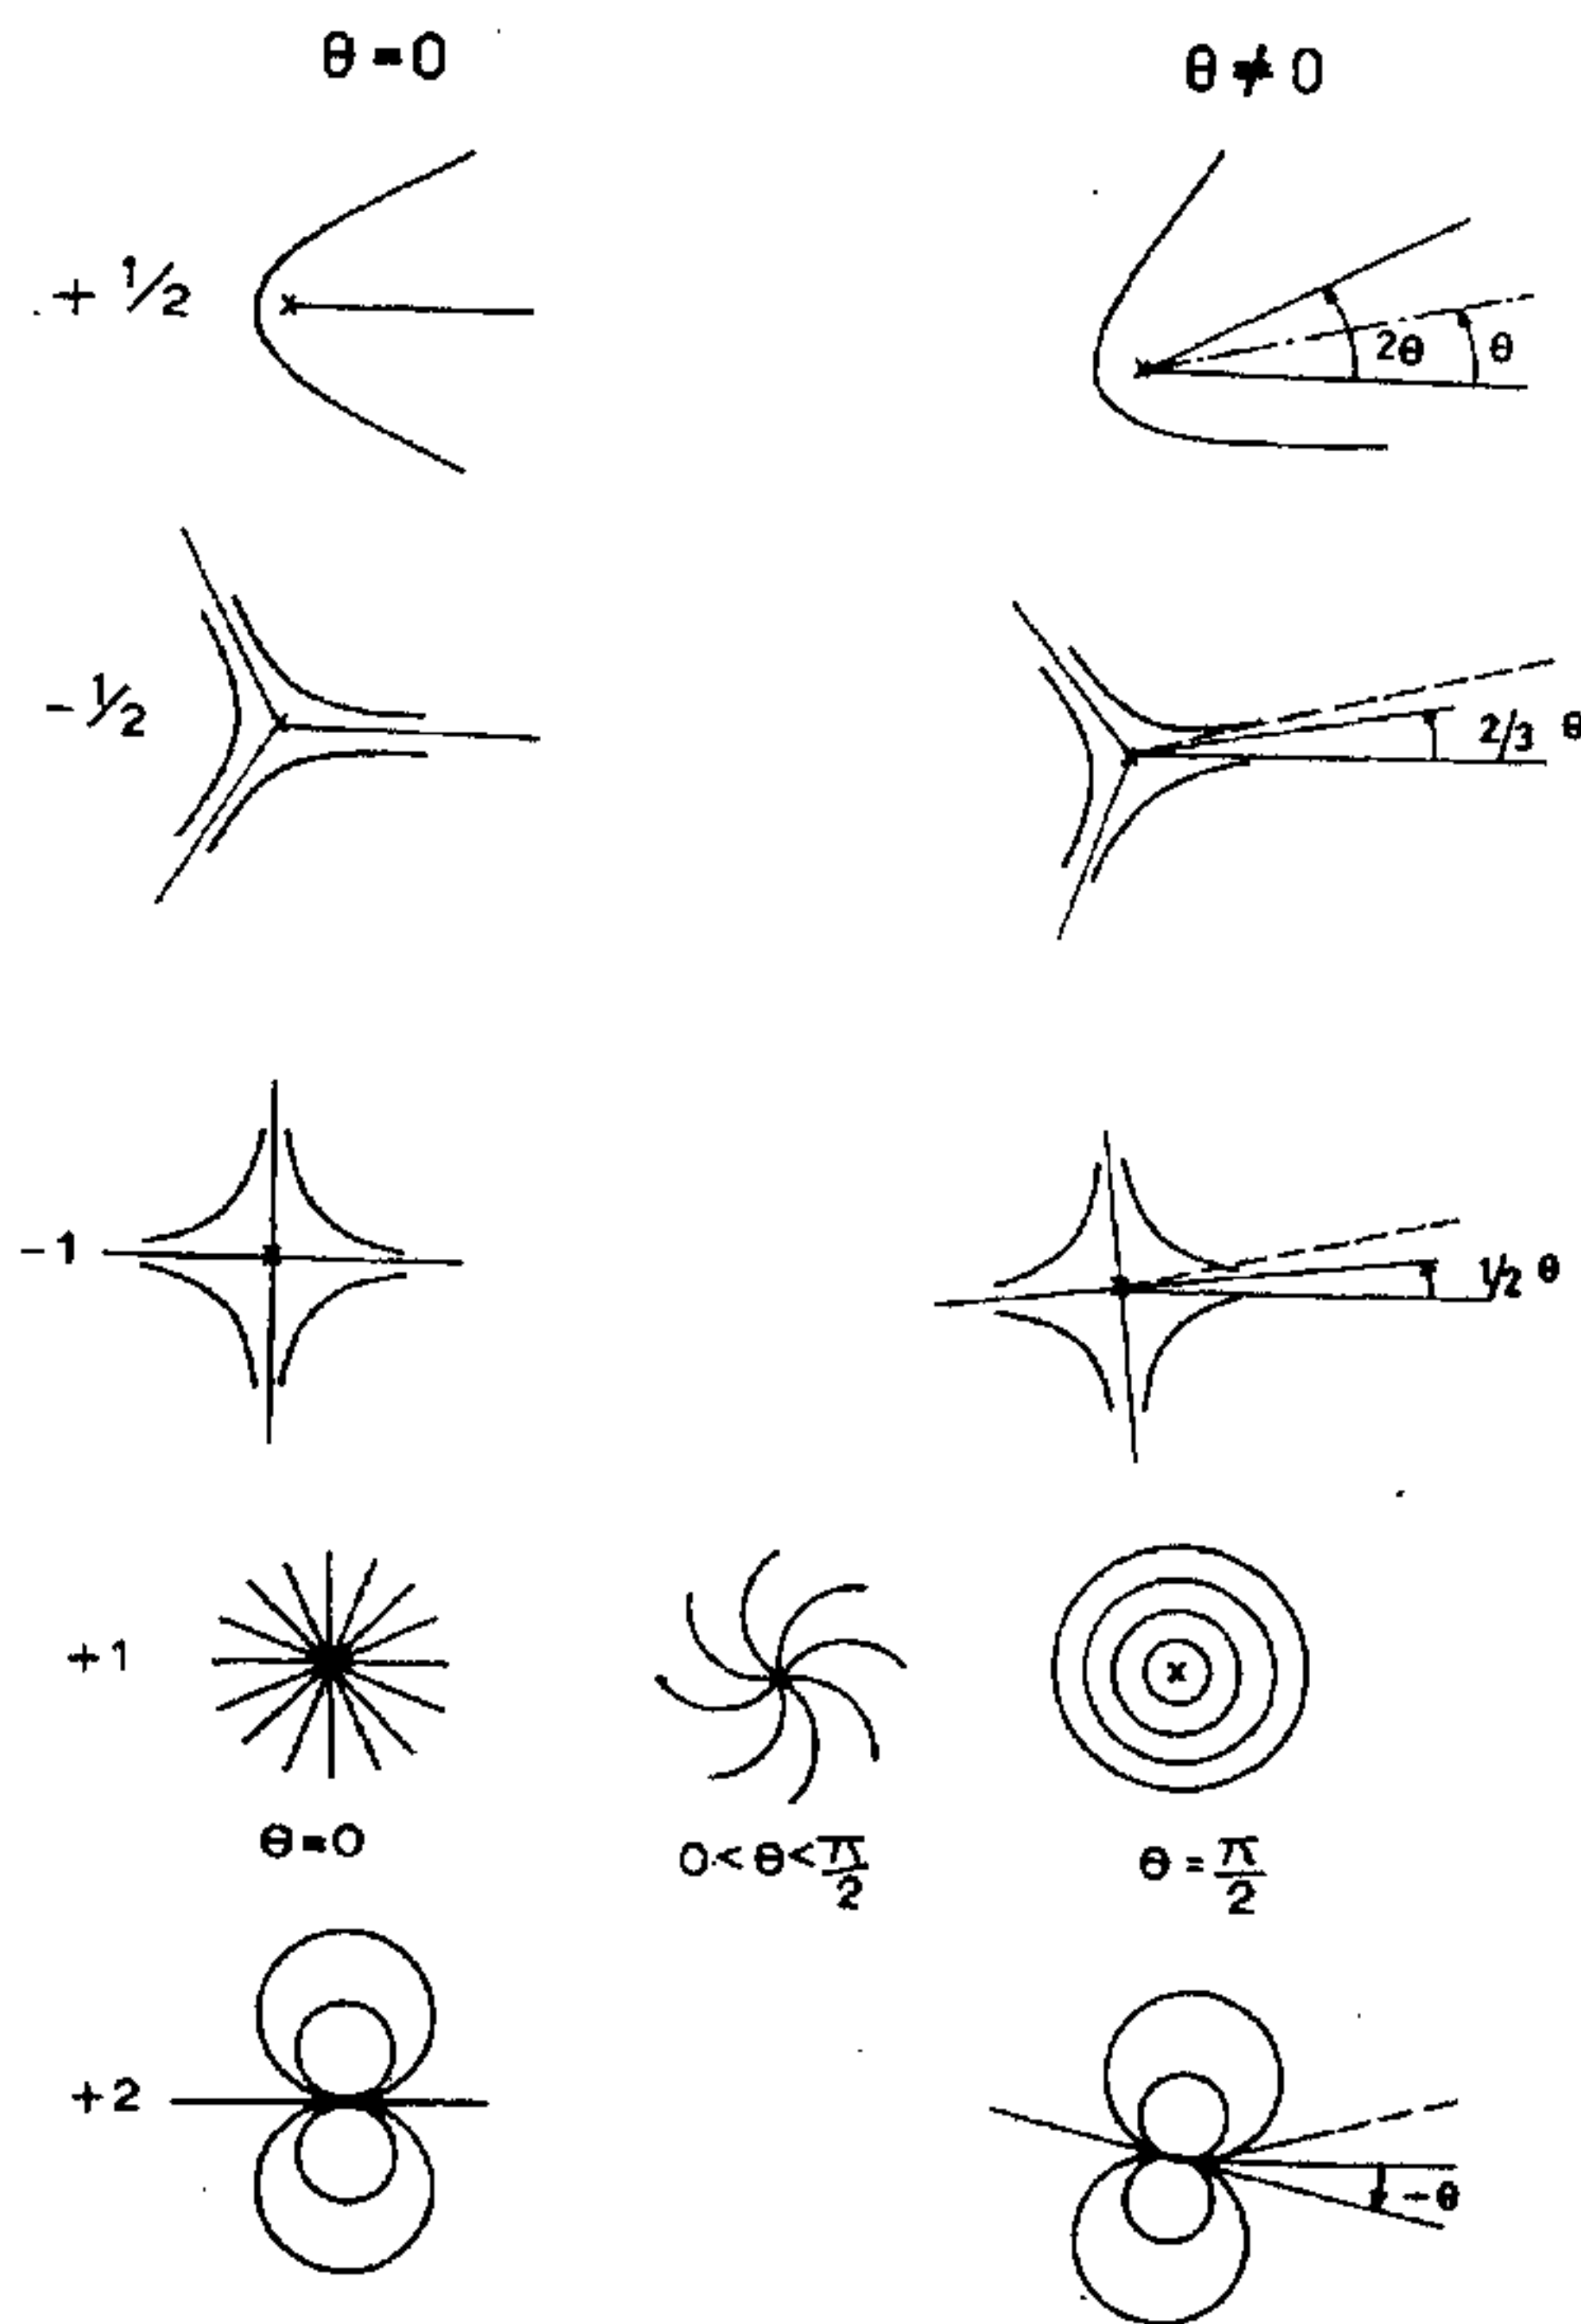 θ = 0
θ ≠ 0
+ 1/2
2θ
θ
- 1/2
2/3 θ
-1
1/2 θ
+1
θ = 0
0 < θ < π/2
θ = π/2
+2
-θ